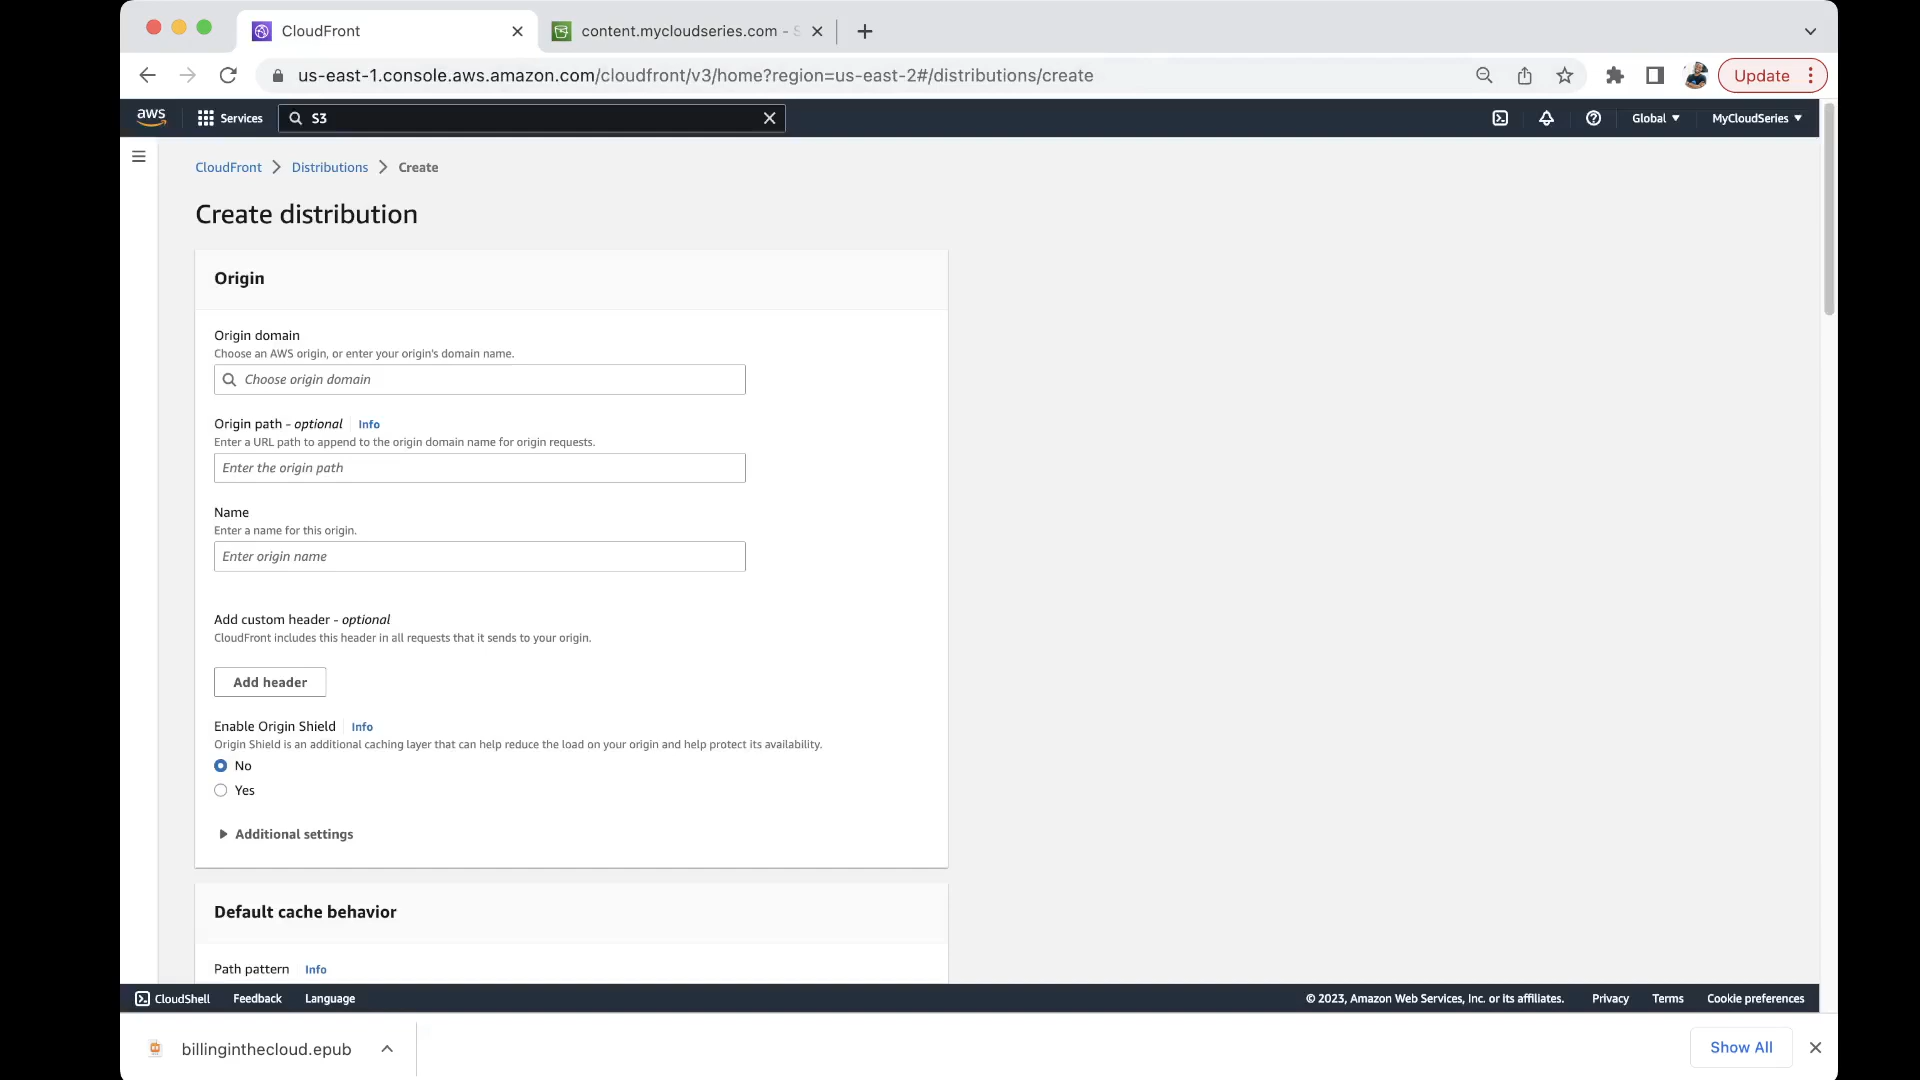 CloudFront
content.mycloudseries.com - S
us-east-1.console.aws.amazon.com/cloudfront/v3/home?region=us-east-2#/distributions/create
Update
aws
Services
S3
Global
MyCloudSeries
CloudFront
Distributions
Create
Create distribution
Origin
Origin domain
Choose an AWS origin, or enter your origin's domain name.
Choose origin domain
Origin path - optional
Info
Enter a URL path to append to the origin domain name for origin requests.
Enter the origin path
Name
Enter a name for this origin.
Enter origin name
Add custom header - optional
CloudFront includes this header in all requests that it sends to your origin.
Add header
Enable Origin Shield
Info
Origin Shield is an additional caching layer that can help reduce the load on your origin and help protect its availability.
No
Yes
Additional settings
Default cache behavior
Path pattern
Info
CloudShell
Feedback
Language
© 2023, Amazon Web Services, Inc. or its affiliates.
Privacy
Terms
Cookie preferences
billinginthecloud.epub
Show All